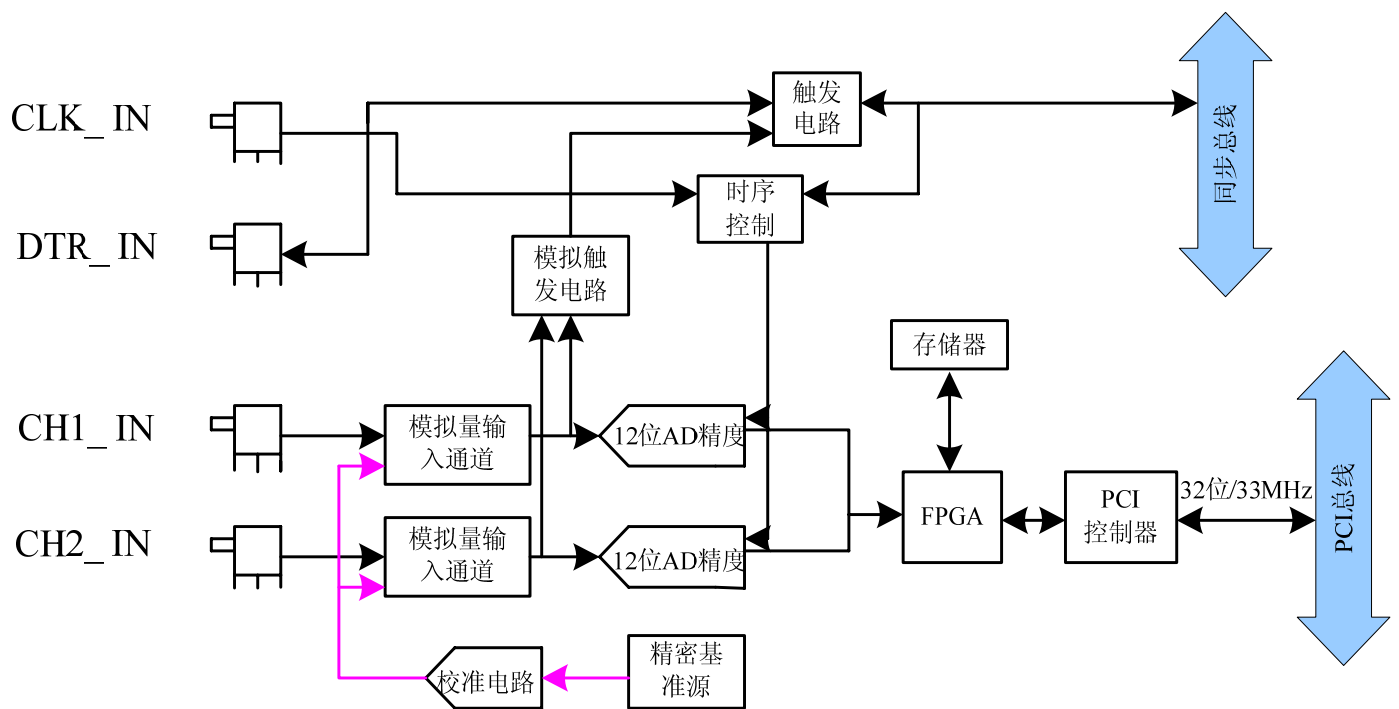 CLK_ IN
触发
电路
同步总线
时序
控制
DTR_ IN
模拟触
发电路
存储器
CH1_ IN
模拟量输
入通道
12位AD精度
FPGA
PCI
控制器
32位/33MHz
PCI总线
CH2_ IN
模拟量输
入通道
12位AD精度
校准电路
精密基
准源